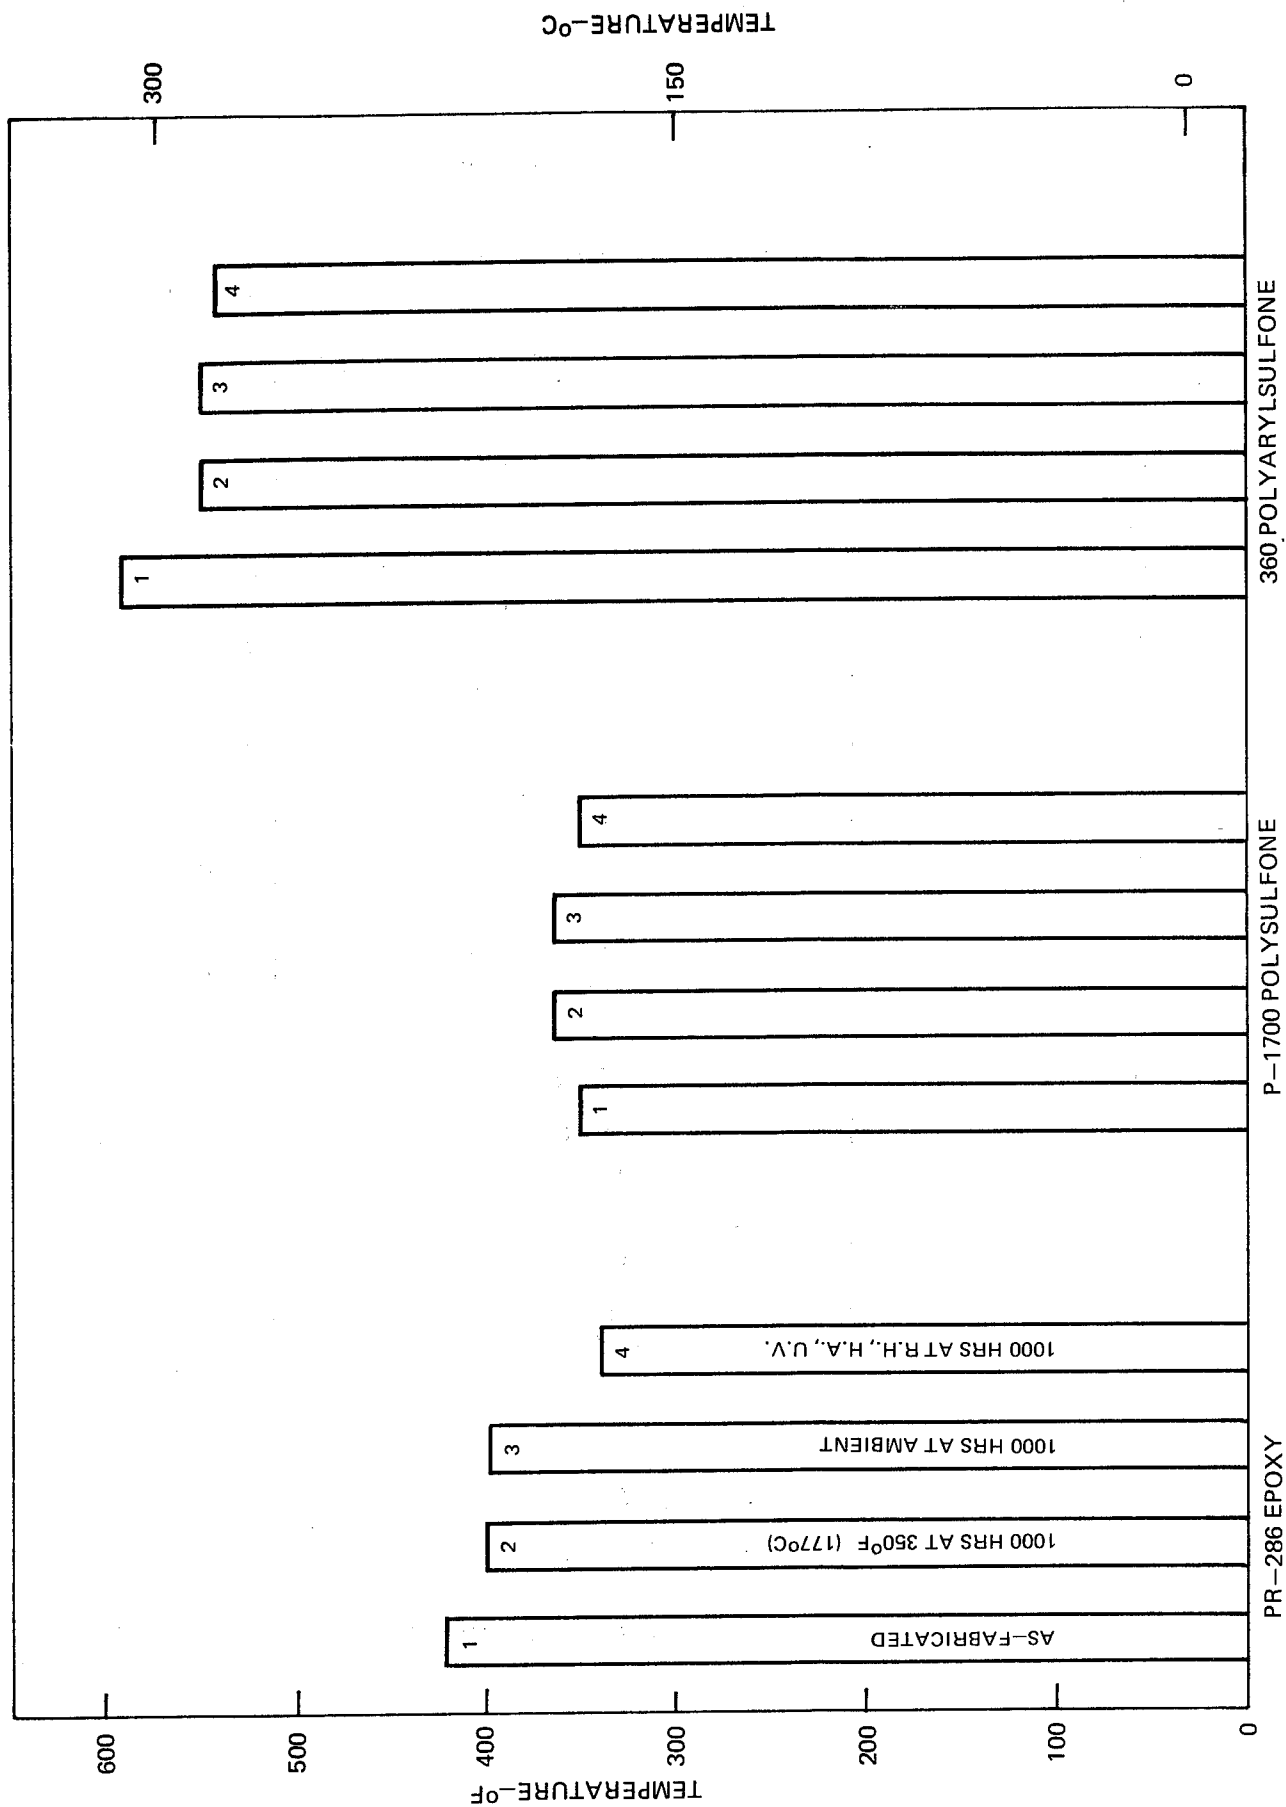 TEMPERATURE–°F
600
500
400
300
200
100
0
TEMPERATURE–°C
300
150
0
1
AS–FABRICATED
2
1000 HRS AT 350°F (177°C)
3
1000 HRS AT AMBIENT
4
1000 HRS AT R.H., H.A., U.V.
PR–286 EPOXY
1
2
3
4
P–1700 POLYSULFONE
1
2
3
4
360 POLYARYLSULFONE